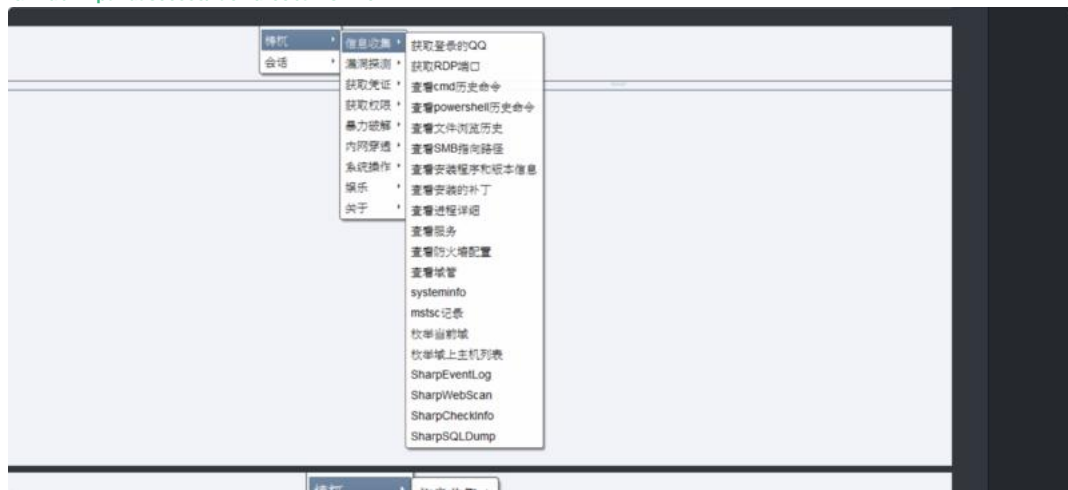 信息收集
获取登录的QQ
会话
漏洞探测
获取RDP端口
获取凭证
查看cmd历史命令
获取权限
查看powershell历史命令
暴力破解
查看文件浏览历史
内网穿透
查看SMB指向路径
系统操作
查看安装程序和版本信息
娱乐
查看安装的补丁
关于
查看进程详细
查看服务
查看防火墙配置
查看域管
systeminfo
mstsc记录
枚举当前域
枚举域上主机列表
SharpEventLog
SharpWebScan
SharpCheckInfo
SharpSQLDump